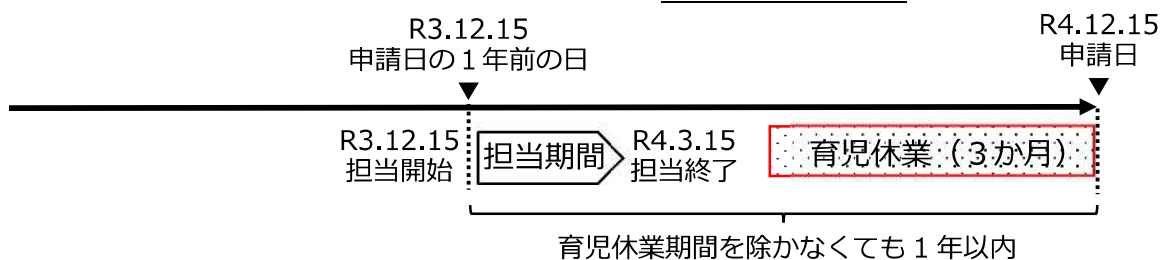 R3.12.15
申請日の１年前の日
R4.12.15
申請日
R3.12.15
担当開始
担当期間
R4.3.15
担当終了
育児休業（３か月）
育児休業期間を除かなくても１年以内